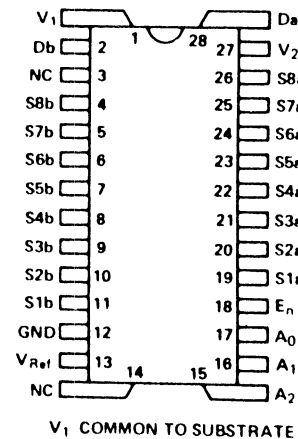 V₁ 1 28 Da
Db 2 27 V₂
NC 3 26 S8a
S8b 4 25 S7a
S7b 5 24 S6a
S6b 6 23 S5a
S5b 7 22 S4a
S4b 8 21 S3a
S3b 9 20 S2a
S2b 10 19 S1a
S1b 11 18 Eₙ
GND 12 17 A₀
V_Ref 13 16 A₁
NC 14 15 A₂
V₁ COMMON TO SUBSTRATE